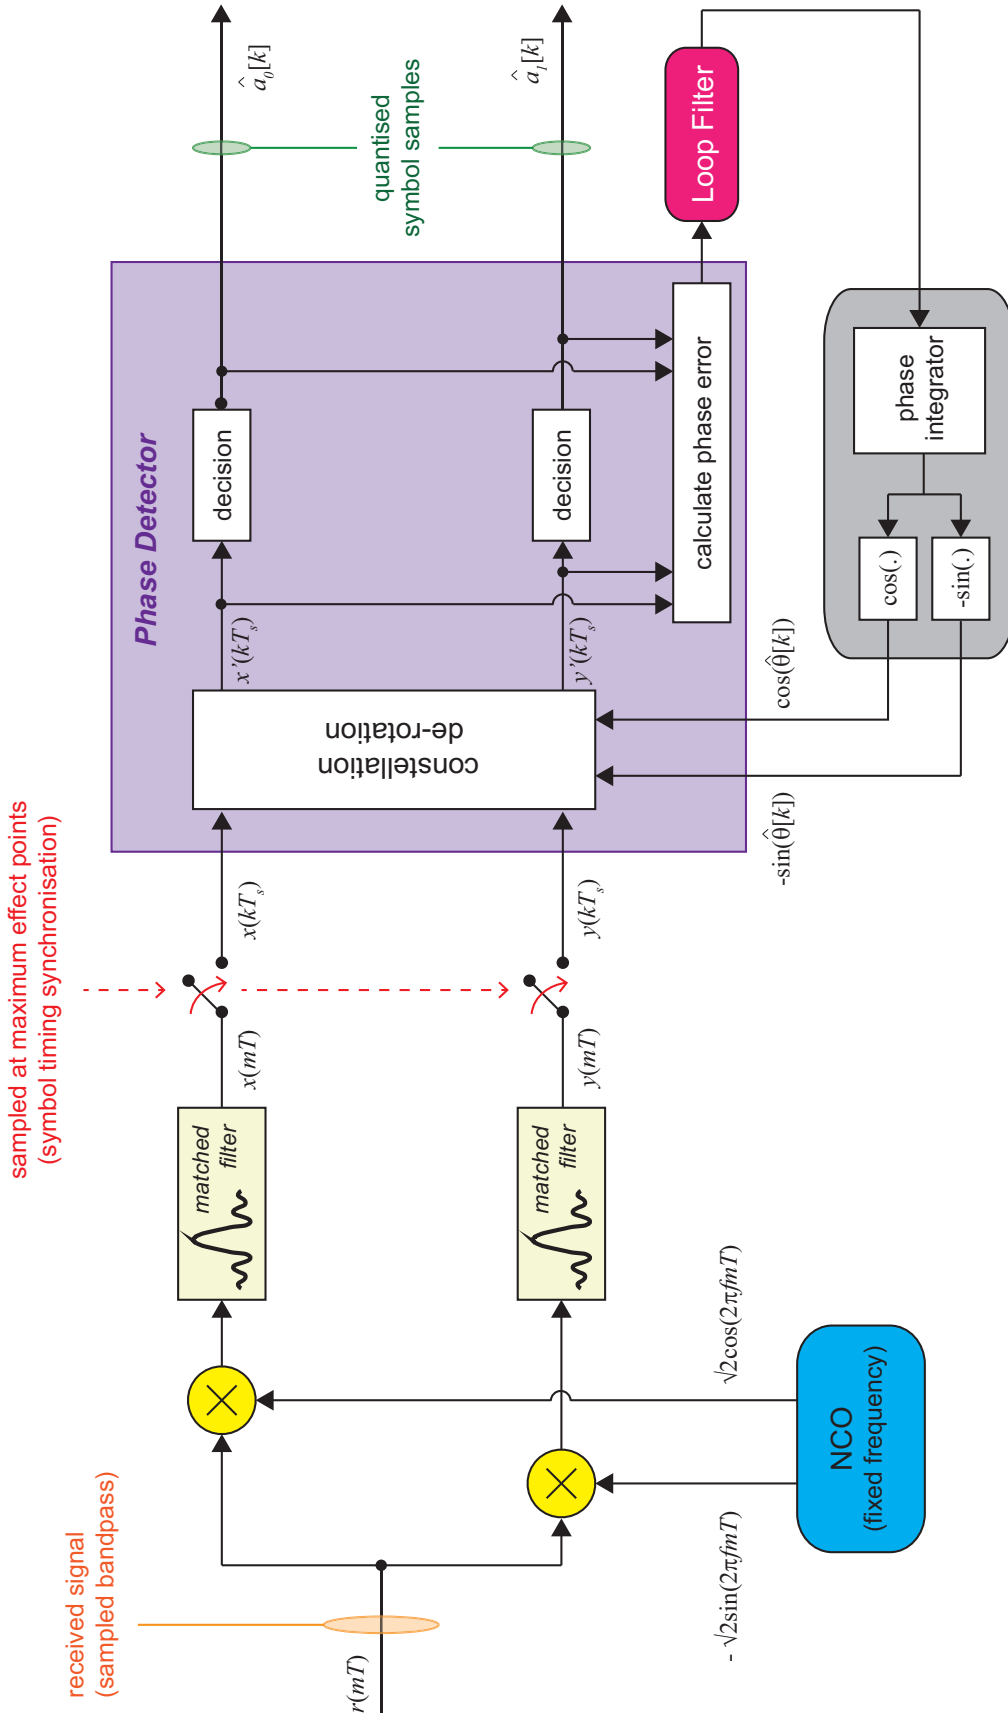 received signal
(sampled bandpass)
r(mT)
NCO
(fixed frequency)
- √2sin(2πfmT)
√2cos(2πfmT)
matched
filter
matched
filter
x(mT)
y(mT)
sampled at maximum effect points
(symbol timing synchronisation)
x(kTₛ)
y(kTₛ)
Phase Detector
constellation
de-rotation
x’(kTₛ)
y’(kTₛ)
decision
decision
calculate phase error
-sin(θ̂[k])
cos(θ̂[k])
cos(.)
-sin(.)
phase
integrator
Loop Filter
quantised
symbol samples
â₀[k]
â₁[k]